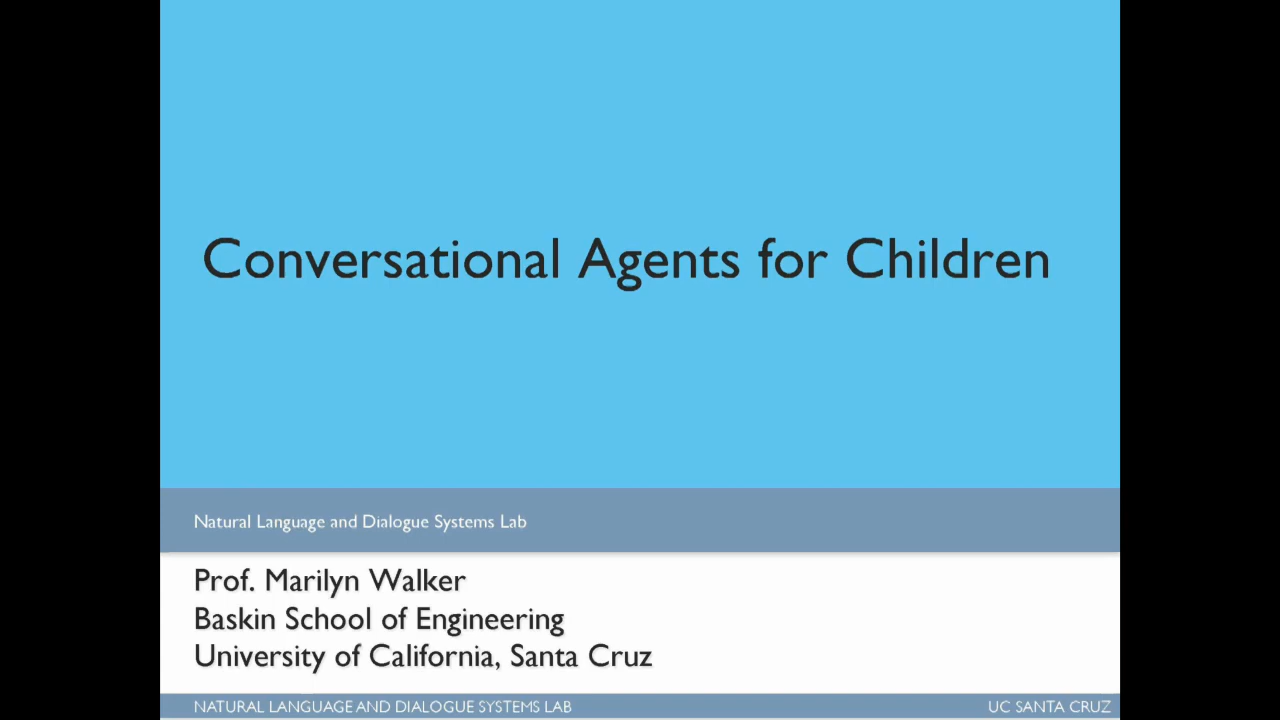 Conversational Agents for Children
Natural Language and Dialogue Systems Lab
Prof. Marilyn Walker
Baskin School of Engineering
University of California, Santa Cruz
NATURAL LANGUAGE AND DIALOGUE SYSTEMS LAB
UC SANTA CRUZ